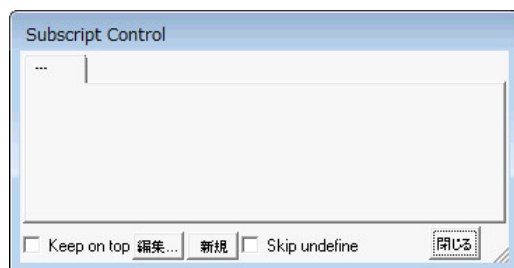 Subscript Control
---
Keep on top 編集... 新規 Skip undefine 閉じる